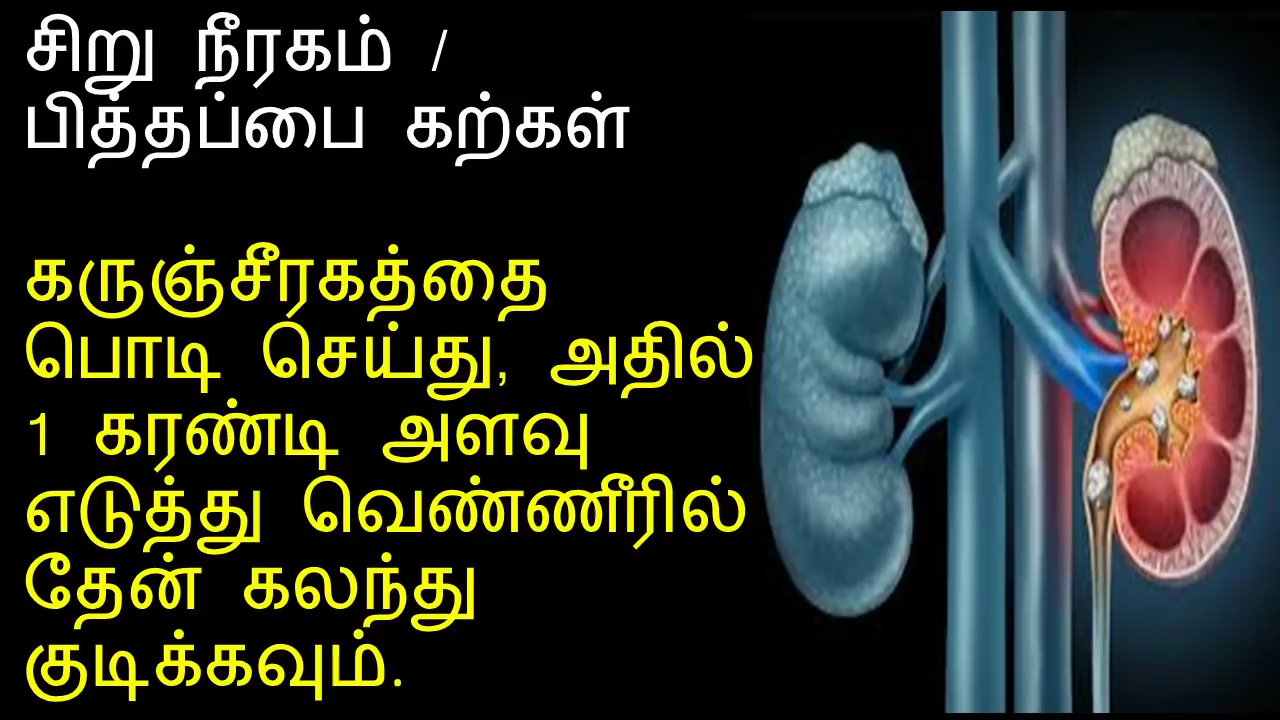 சிறு நீரகம் /
பித்தப்பை கற்கள்
கருஞ்சீரகத்தை
பொடி செய்து, அதில்
1 கரண்டி அளவு
எடுத்து வெண்ணீரில்
தேன் கலந்து
குடிக்கவும்.